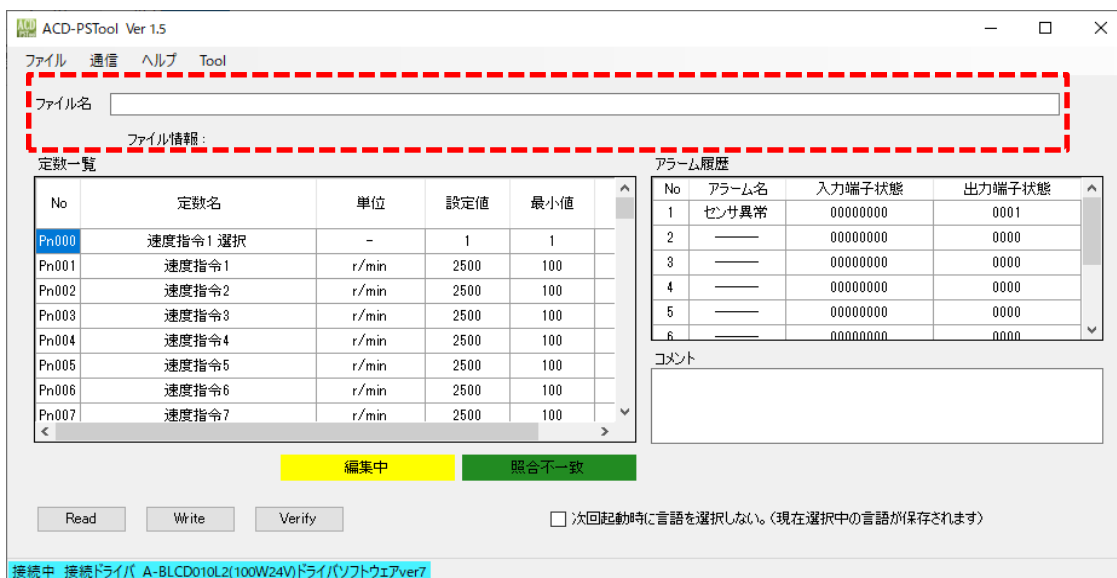 ACD-PSTool Ver 1.5
ファイル 通信 ヘルプ Tool
ファイル名
ファイル情報 :
定数一覧
No 定数名 単位 設定値 最小値
Pn000 速度指令1 選択 - 1 1
Pn001 速度指令1 r/min 2500 100
Pn002 速度指令2 r/min 2500 100
Pn003 速度指令3 r/min 2500 100
Pn004 速度指令4 r/min 2500 100
Pn005 速度指令5 r/min 2500 100
Pn006 速度指令6 r/min 2500 100
Pn007 速度指令7 r/min 2500 100
アラーム履歴
No アラーム名 入力端子状態 出力端子状態
1 センサ異常 00000000 0001
2 ――― 00000000 0000
3 ――― 00000000 0000
4 ――― 00000000 0000
5 ――― 00000000 0000
6 ――― 00000000 0000
コメント
編集中 照合不一致
Read Write Verify
次回起動時に言語を選択しない。(現在選択中の言語が保存されます)
接続中 接続ドライバ A-BLCD010L2(100W24V)ドライバソフトウェアver7